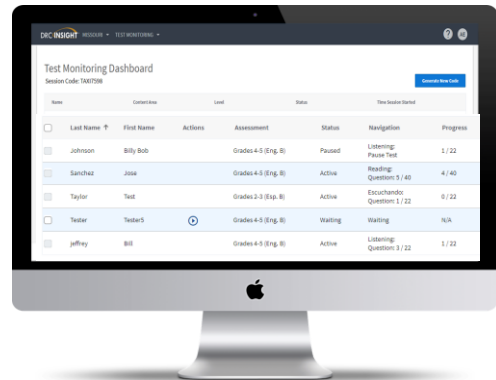 DRC INSIGHT MISSOURI TEST MONITORING ?
Test Monitoring Dashboard
Session Code: TAX07598
Generate New Code
Name Content Area Level Status Time Session Started
Last Name ↑ First Name Actions Assessment Status Navigation Progress
Johnson Billy Bob Grades 4-5 (Eng. B) Paused Listening: Pause Test 1 / 22
Sanchez Jose Grades 4-5 (Eng. B) Active Reading: Question: 5 / 40 4 / 40
Taylor Test Grades 2-3 (Esp. B) Active Escuchando: Question: 1 / 22 0 / 22
Tester Tester5 Grades 4-5 (Eng. B) Waiting Waiting N/A
jeffrey Bill Grades 4-5 (Eng. B) Active Listening: Question: 3 / 22 1 / 22